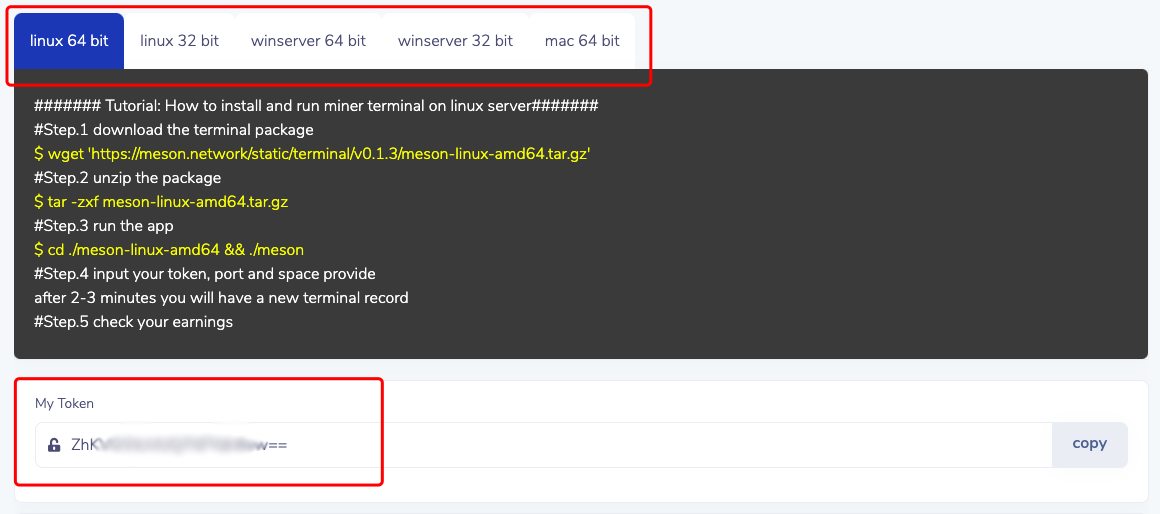 linux 64 bit linux 32 bit winserver 64 bit winserver 32 bit mac 64 bit
####### Tutorial: How to install and run miner terminal on linux server#######
#Step.1 download the terminal package
$ wget 'https://meson.network/static/terminal/v0.1.3/meson-linux-amd64.tar.gz'
#Step.2 unzip the package
$ tar -zxf meson-linux-amd64.tar.gz
#Step.3 run the app
$ cd ./meson-linux-amd64 && ./meson
#Step.4 input your token, port and space provide
after 2-3 minutes you will have a new terminal record
#Step.5 check your earnings
My Token
copy